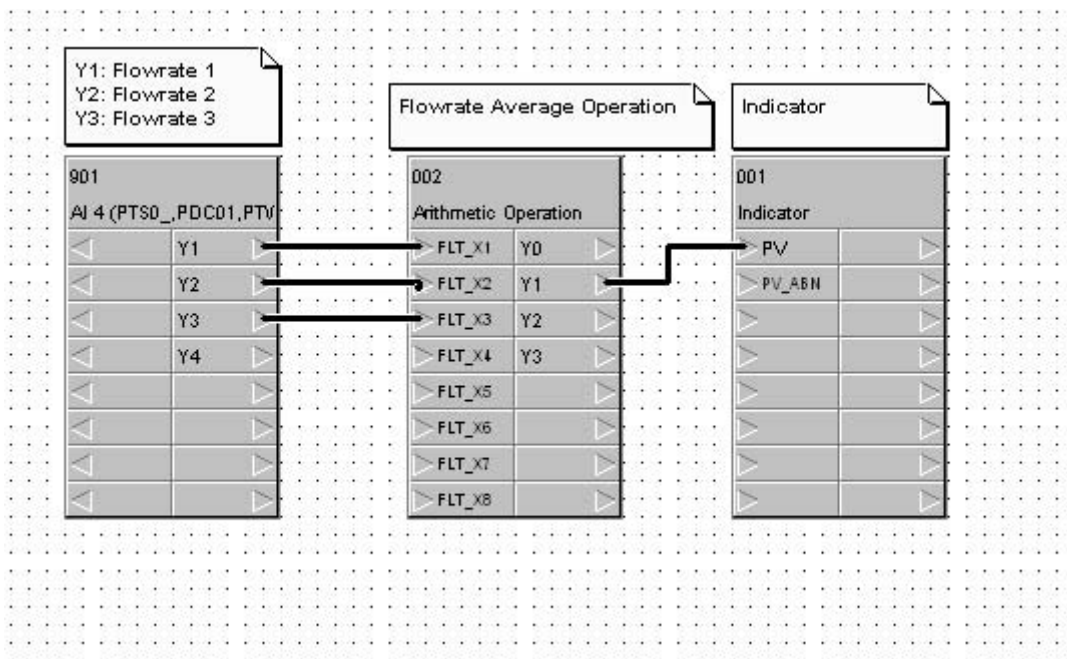 Y1: Flowrate 1
Y2: Flowrate 2
Y3: Flowrate 3
Flowrate Average Operation
Indicator
901
AI 4 (PTS0_,PDC01,PTV
Y1
Y2
Y3
Y4
002
Arithmetic Operation
FLT_X1 Y0
FLT_X2 Y1
FLT_X3 Y2
FLT_X4 Y3
FLT_X5
FLT_X6
FLT_X7
FLT_X8
001
Indicator
PV
PV_ABN